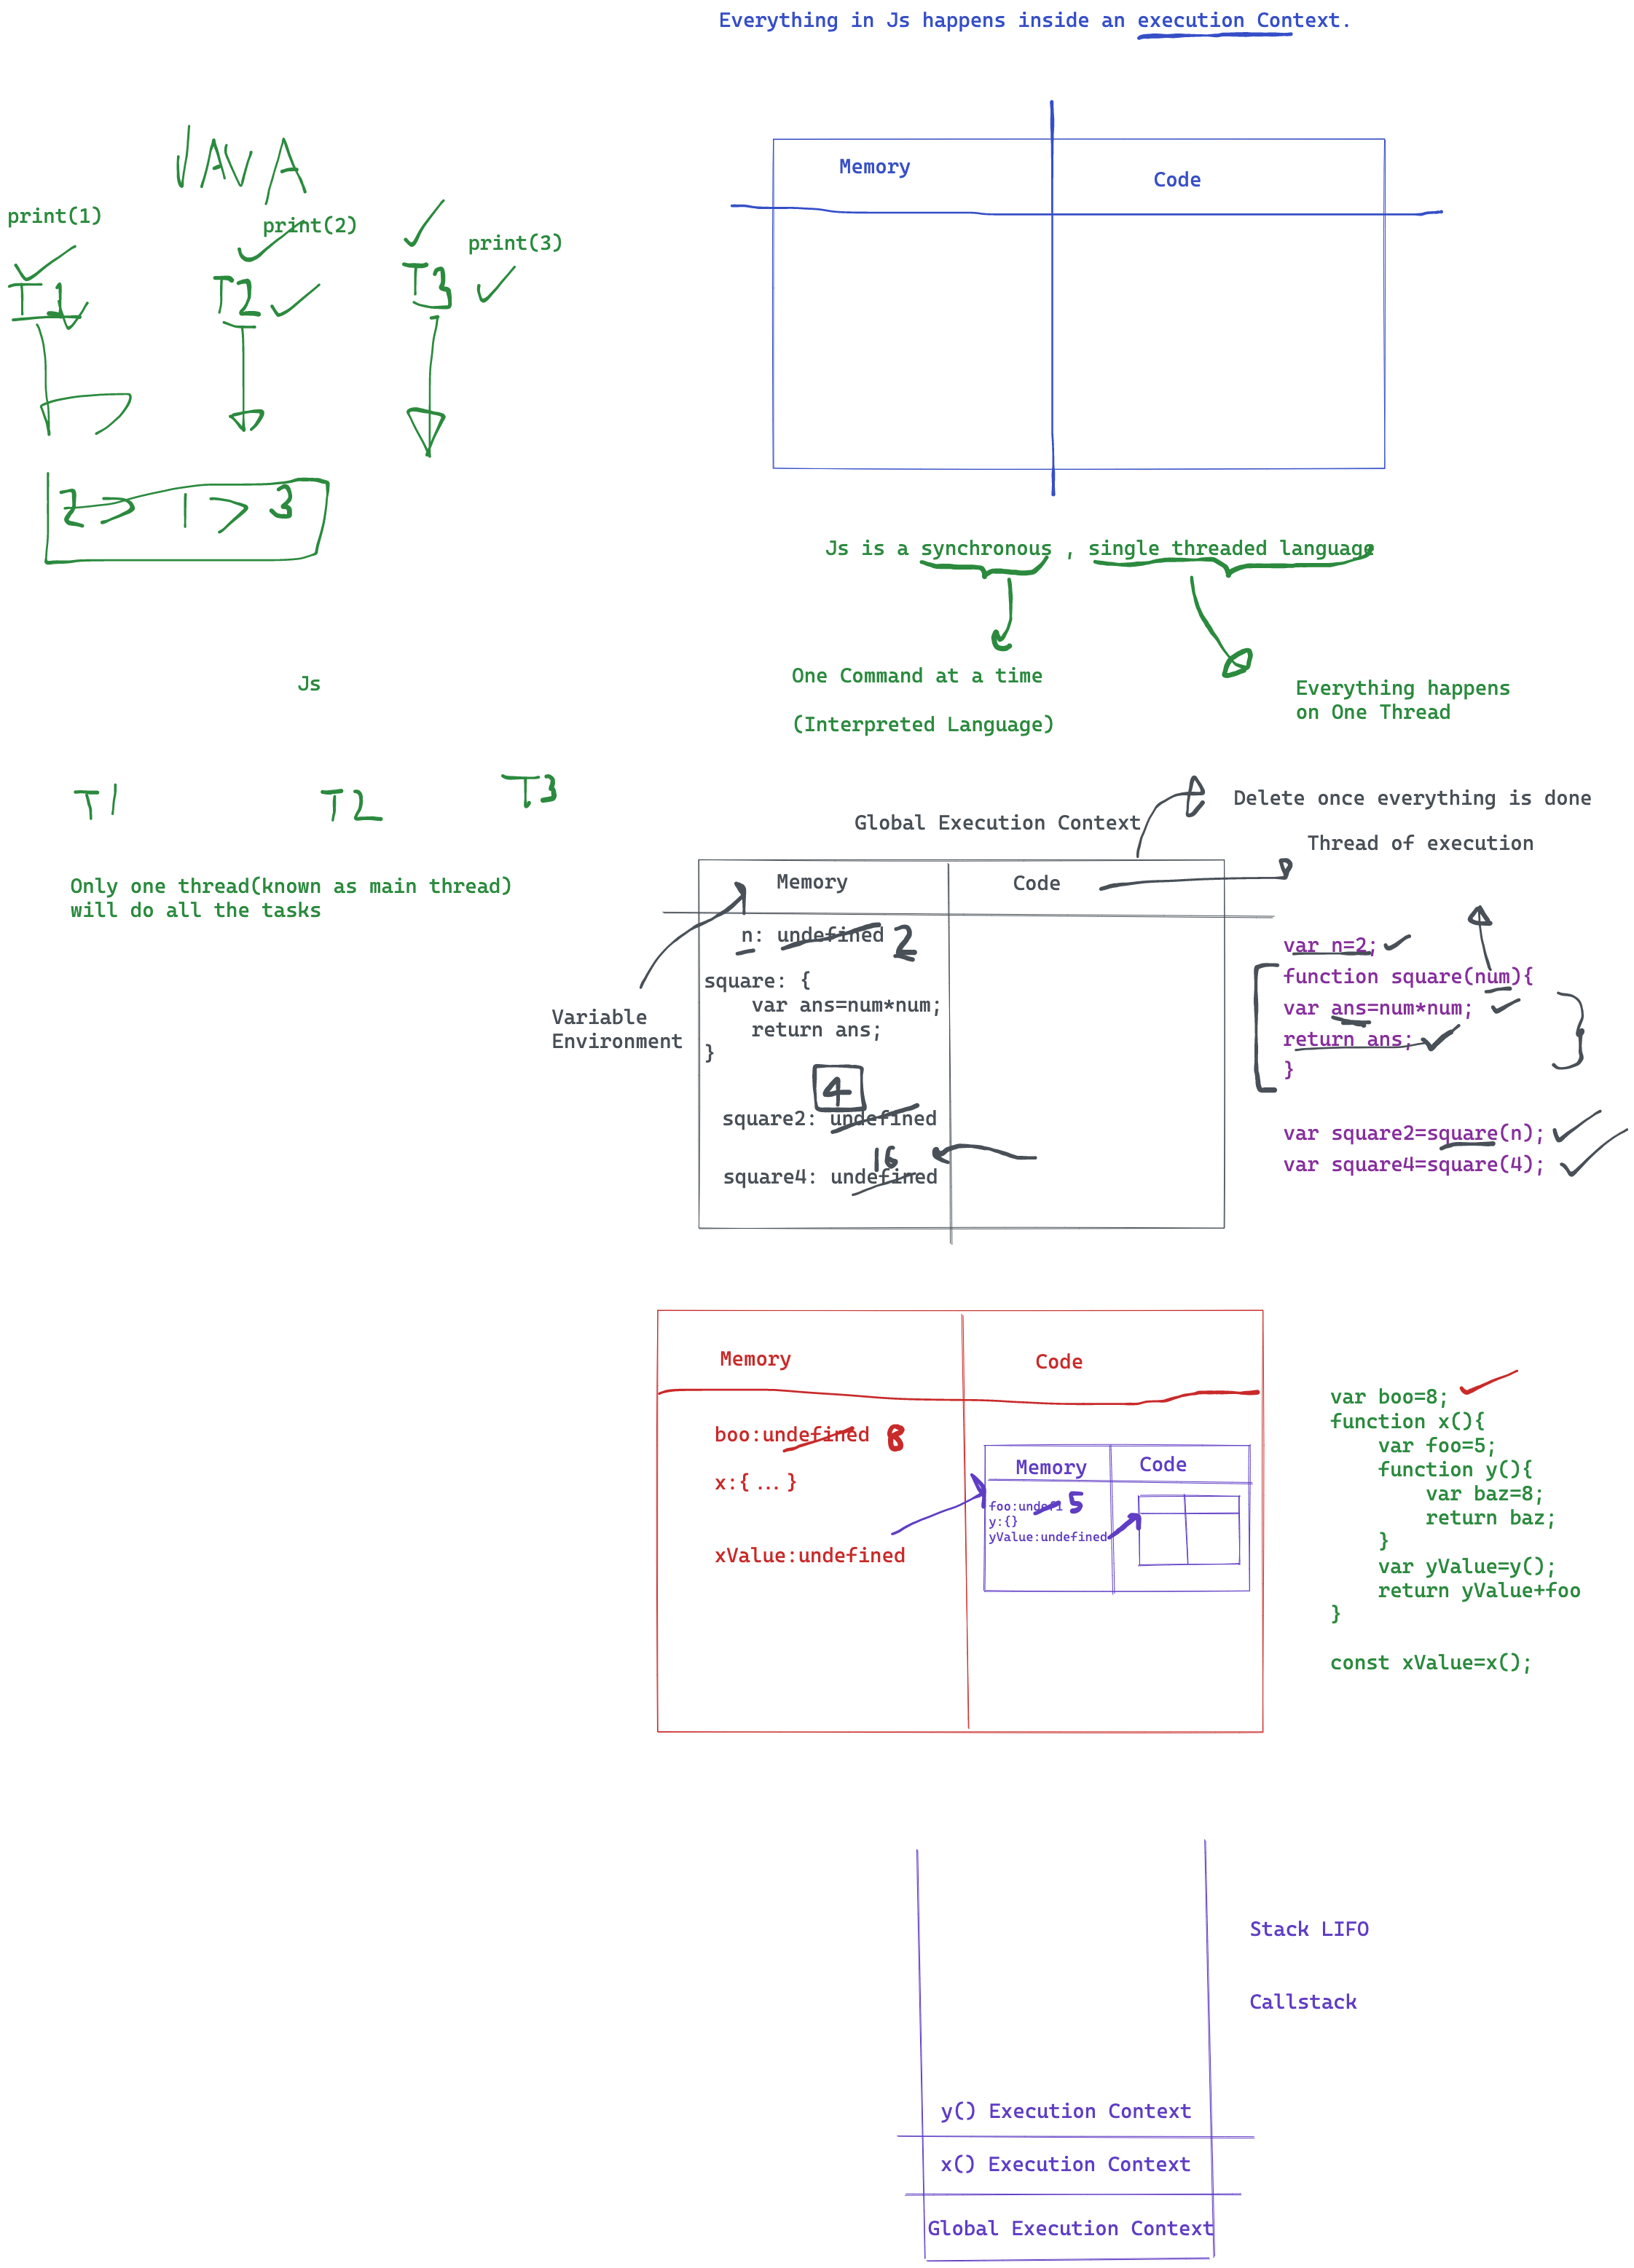 Everything in Js happens inside an execution Context.
Memory
Code
JAVA
print(1)
print(2)
print(3)
T1
T2
T3
2 > 1 > 3
Js is a synchronous , single threaded language
One Command at a time
(Interpreted Language)
Everything happens
on One Thread
Js
T1
T2
T3
Only one thread(known as main thread)
will do all the tasks
Global Execution Context
Delete once everything is done
Thread of execution
Memory
Code
Variable
Environment
n: undefined 2
square: {
var ans=num*num;
return ans;
}
4
square2: undefined
16
square4: undefined
var n=2;
function square(num){
var ans=num*num;
return ans;
}
var square2=square(n);
var square4=square(4);
Memory
Code
boo:undefined 8
x:{...}
xValue:undefined
Memory
Code
foo:undefi 5
y:{}
yValue:undefined
var boo=8;
function x(){
var foo=5;
function y(){
var baz=8;
return baz;
}
var yValue=y();
return yValue+foo
}
const xValue=x();
Stack LIFO
Callstack
y() Execution Context
x() Execution Context
Global Execution Context